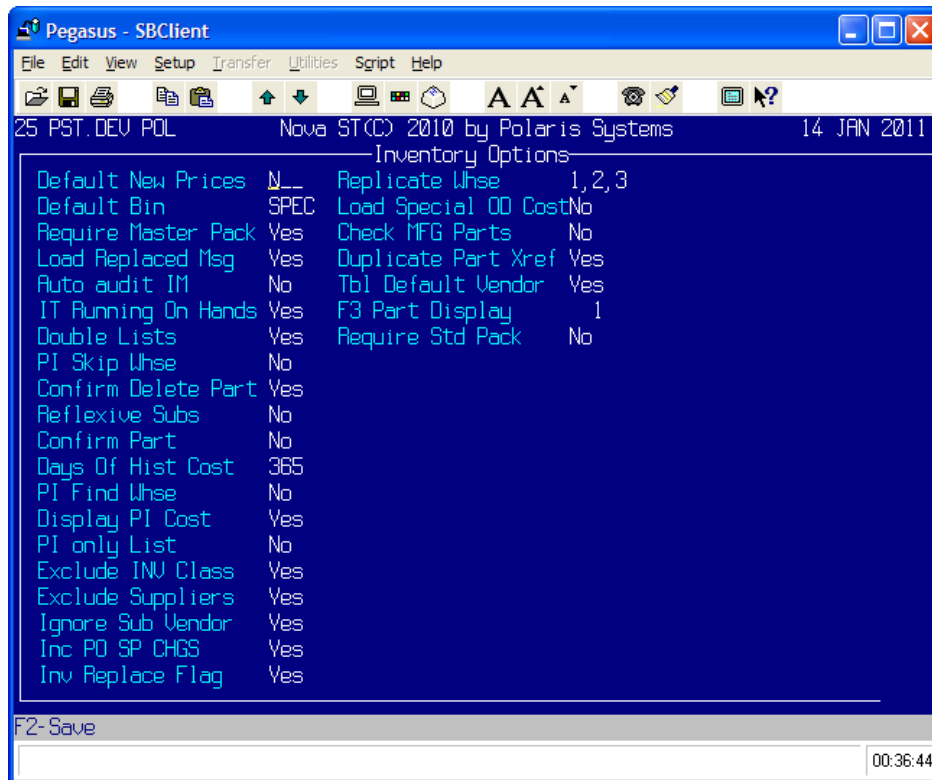 Pegasus - SBClient
File Edit View Setup Transfer Utilities Script Help
A A A ?
25 PST.DEV POL Nova ST(C) 2010 by Polaris Systems 14 JAN 2011
Inventory Options
Default New Prices N__ Replicate Whse 1,2,3
Default Bin SPEC Load Special OD CostNo
Require Master Pack Yes Check MFG Parts No
Load Replaced Msg Yes Duplicate Part Xref Yes
Auto audit IM No Tbl Default Vendor Yes
IT Running On Hands Yes F3 Part Display 1
Double Lists Yes Require Std Pack No
PI Skip Whse No
Confirm Delete Part Yes
Reflexive Subs No
Confirm Part No
Days Of Hist Cost 365
PI Find Whse No
Display PI Cost Yes
PI only List No
Exclude INV Class Yes
Exclude Suppliers Yes
Ignore Sub Vendor Yes
Inc PO SP CHGS Yes
Inv Replace Flag Yes
F2-Save
00:36:44